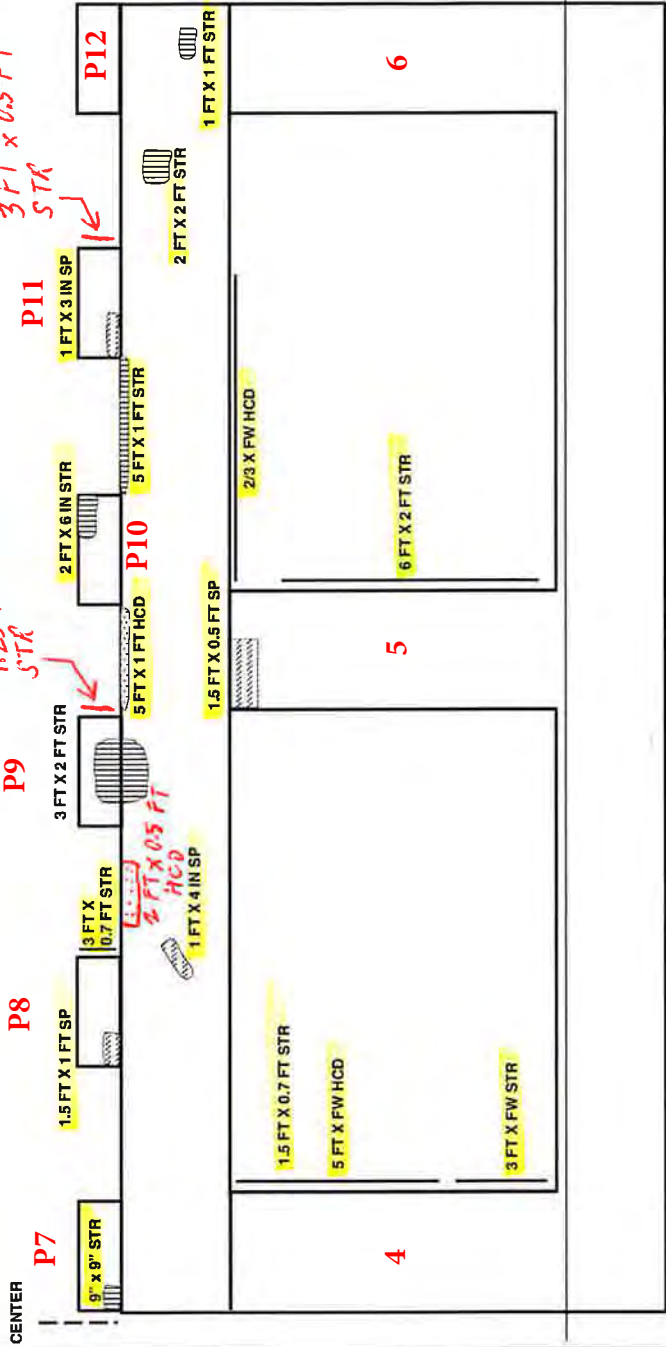 3 FT x 0.5 FT
STR
STR
CENTER
P7
P8
P9
P11
P12
1.5 FT X 1 FT SP
3 FT X 2 FT STR
2 FT X 6 IN STR
1 FT X 3 IN SP
9" x 9" STR
3 FT X
0.7 FT STR
5 FT X 1 FT HCD
P10
5 FT X 1 FT STR
2 FT X 0.5 FT
HCD
1 FT X 4 IN SP
2 FT X 2 FT STR
1 FT X 1 FT STR
1.5 FT X 0.5 FT SP
2/3 X FW HCD
1.5 FT X 0.7 FT STR
5 FT X FW HCD
3 FT X FW STR
6 FT X 2 FT STR
4
5
6